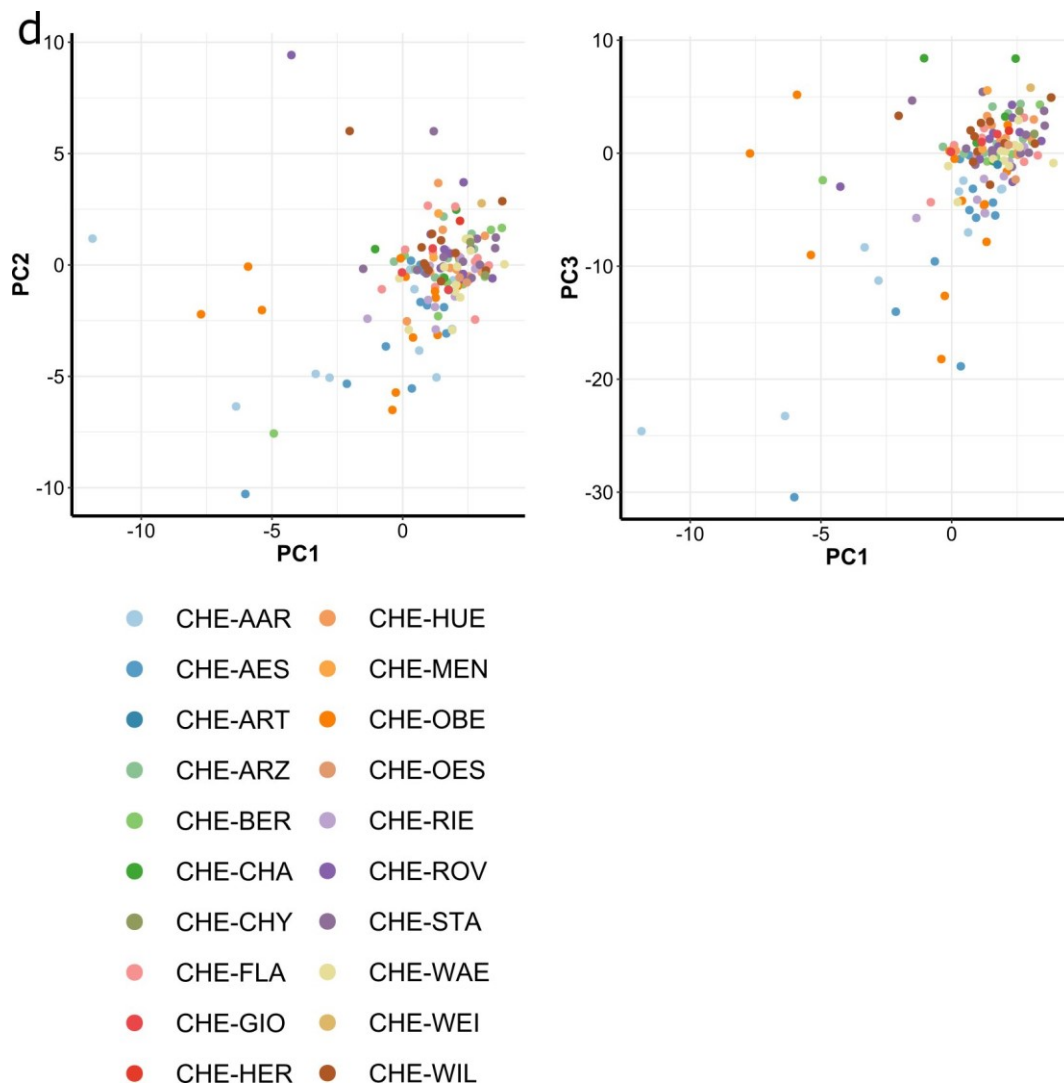 d
10
5
0
-5
-10
-10 -5 0
PC1
PC2
10
0
-10
-20
-30
-10 -5 0
PC1
PC3
CHE-AAR CHE-HUE
CHE-AES CHE-MEN
CHE-ART CHE-OBE
CHE-ARZ CHE-OES
CHE-BER CHE-RIE
CHE-CHA CHE-ROV
CHE-CHY CHE-STA
CHE-FLA CHE-WAE
CHE-GIO CHE-WEI
CHE-HER CHE-WIL